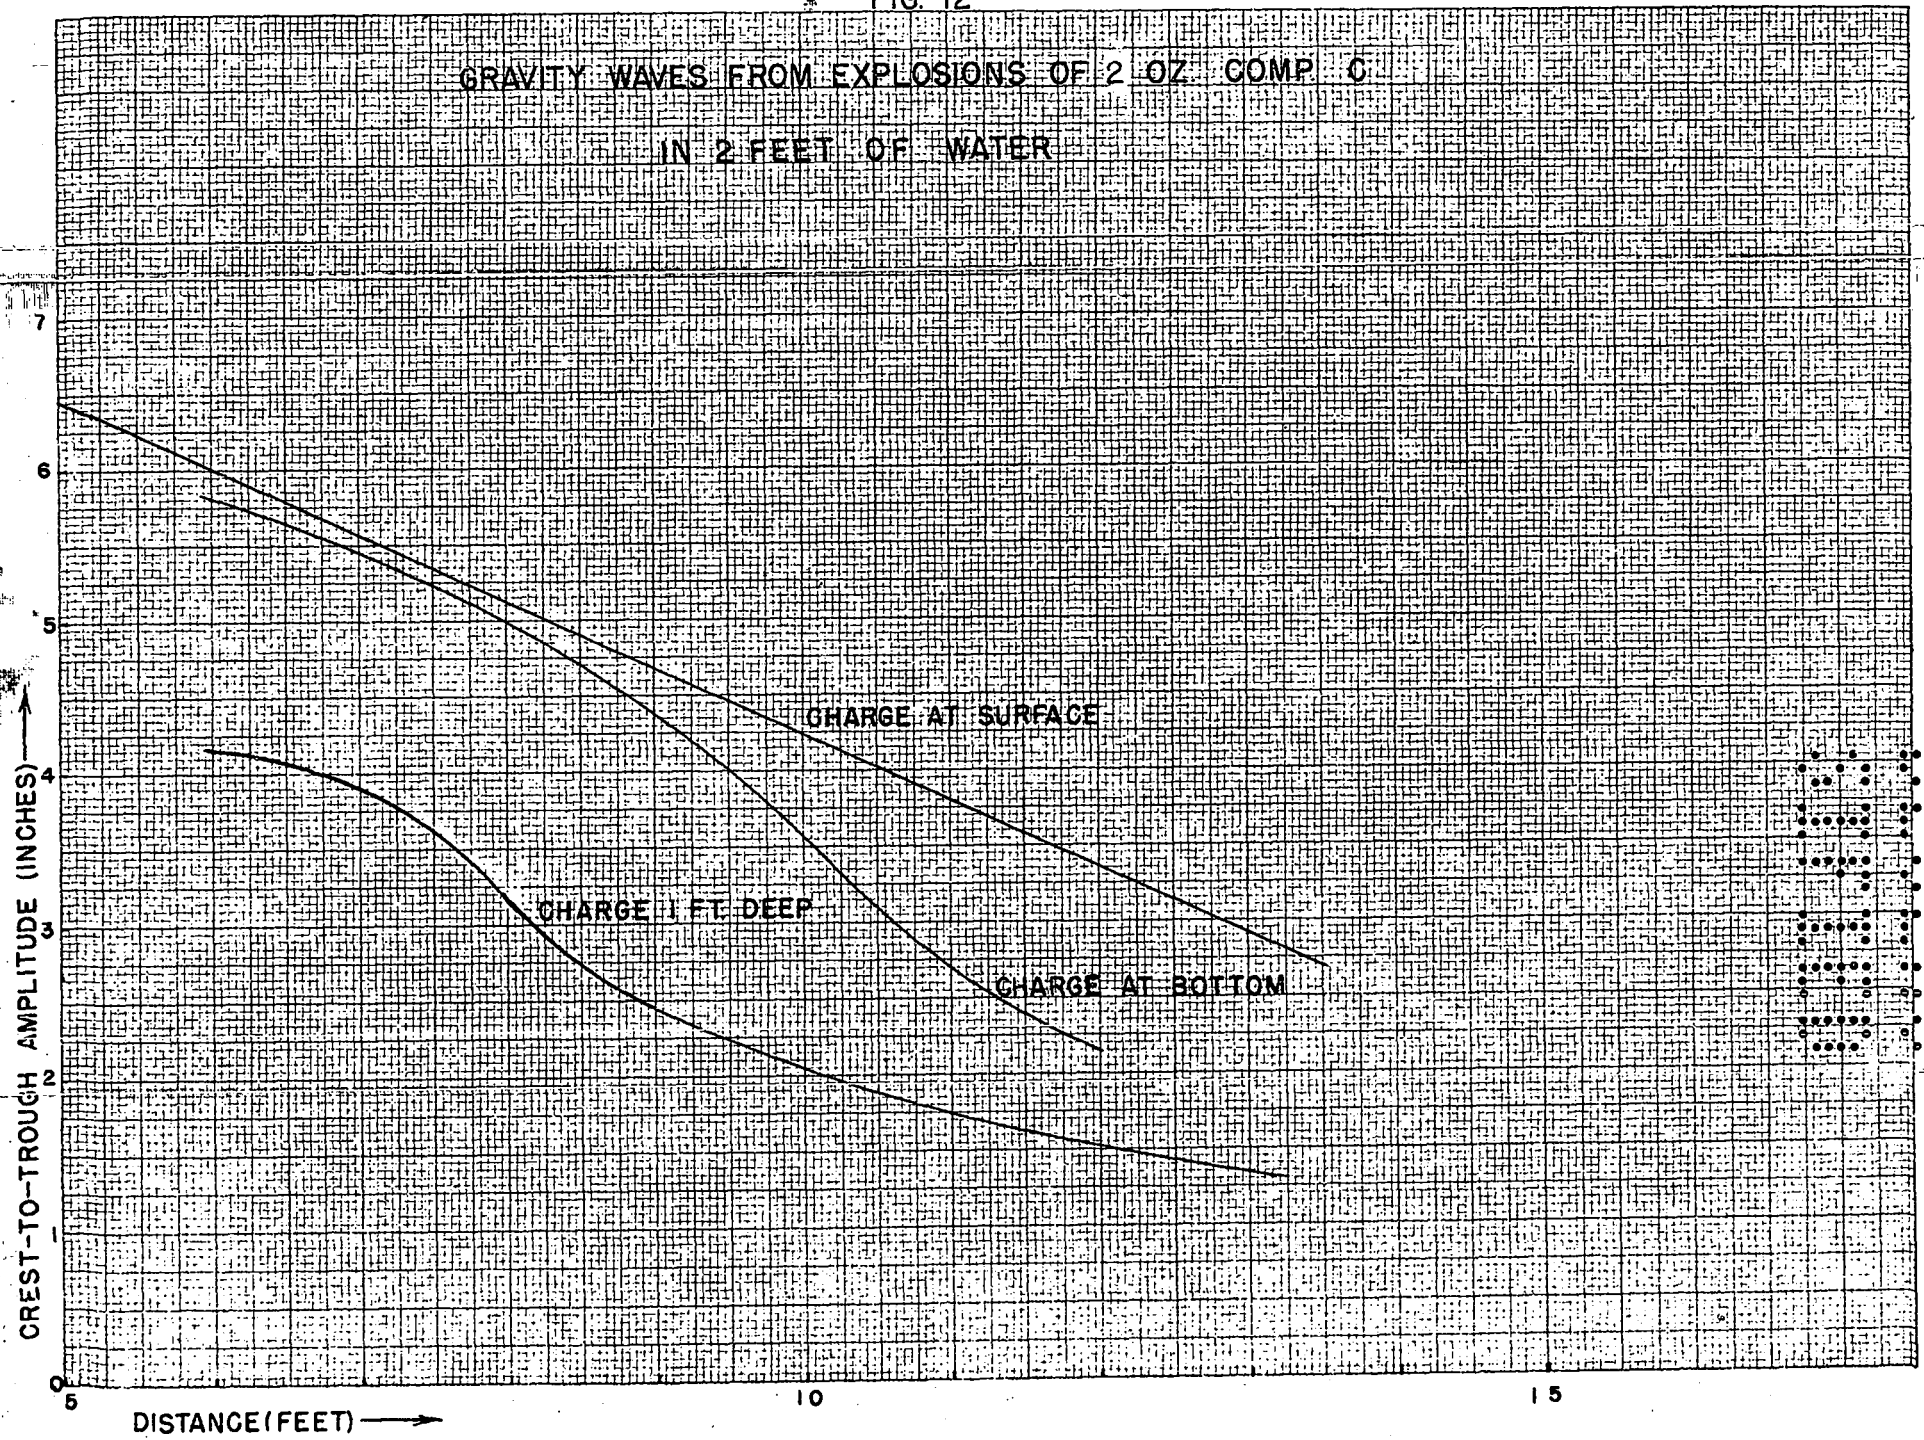 FIG. 12
GRAVITY WAVES FROM EXPLOSIONS OF 2 OZ COMP C
IN 2 FEET OF WATER
7
6
5
4
3
2
1
0
CREST-TO-TROUGH AMPLITUDE (INCHES)
CHARGE AT SURFACE
CHARGE 1 FT. DEEP
CHARGE AT BOTTOM
5
10
15
DISTANCE (FEET)